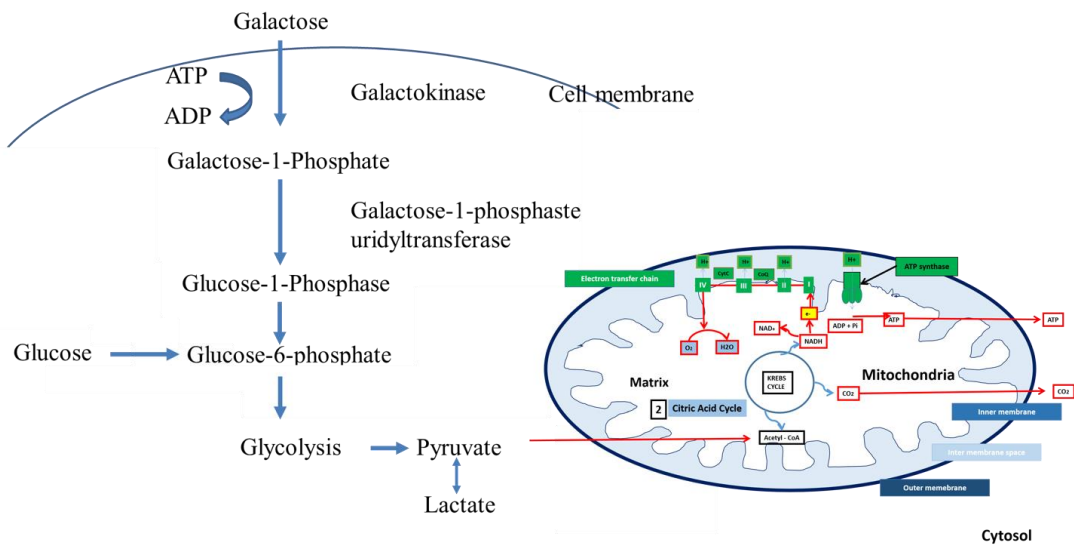 Galactose
ATP
ADP
Galactokinase
Cell membrane
Galactose-1-Phosphate
Galactose-1-phosphaste
uridyltransferase
Glucose-1-Phosphase
Glucose
Glucose-6-phosphate
Glycolysis
Pyruvate
Lactate
Electron transfer chain
H+
CytC
H+
CoQ
H+
H+
ATP synthase
IV
III
II
I
e-
NAD+
NADH
ADP + Pi
ATP
ATP
O2
H2O
Matrix
KREBS
CYCLE
Mitochondria
2
Citric Acid Cycle
CO2
CO2
Acetyl - CoA
Inner membrane
Inter membrane space
Outer memebrane
Cytosol